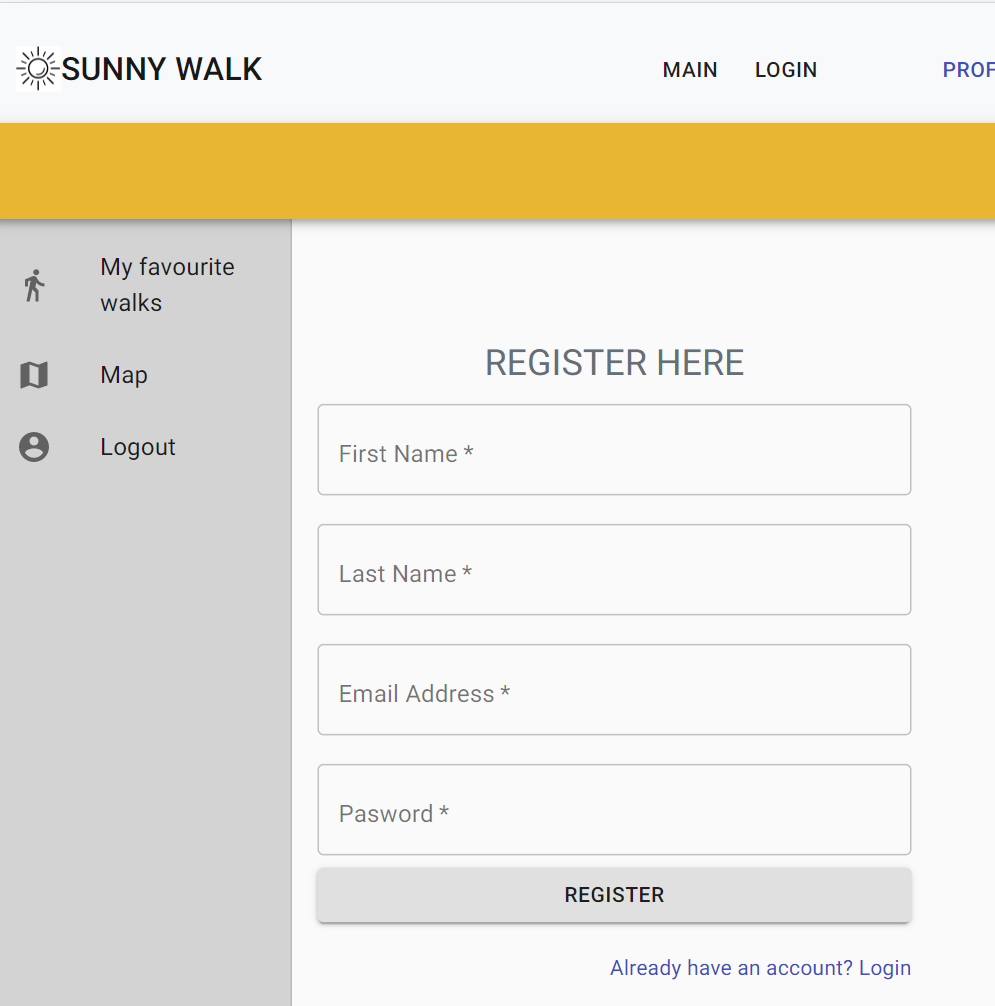 SUNNY WALK
MAIN
LOGIN
PROF
My favourite
walks
Map
Logout
REGISTER HERE
First Name *
Last Name *
Email Address *
Pasword *
REGISTER
Already have an account? Login